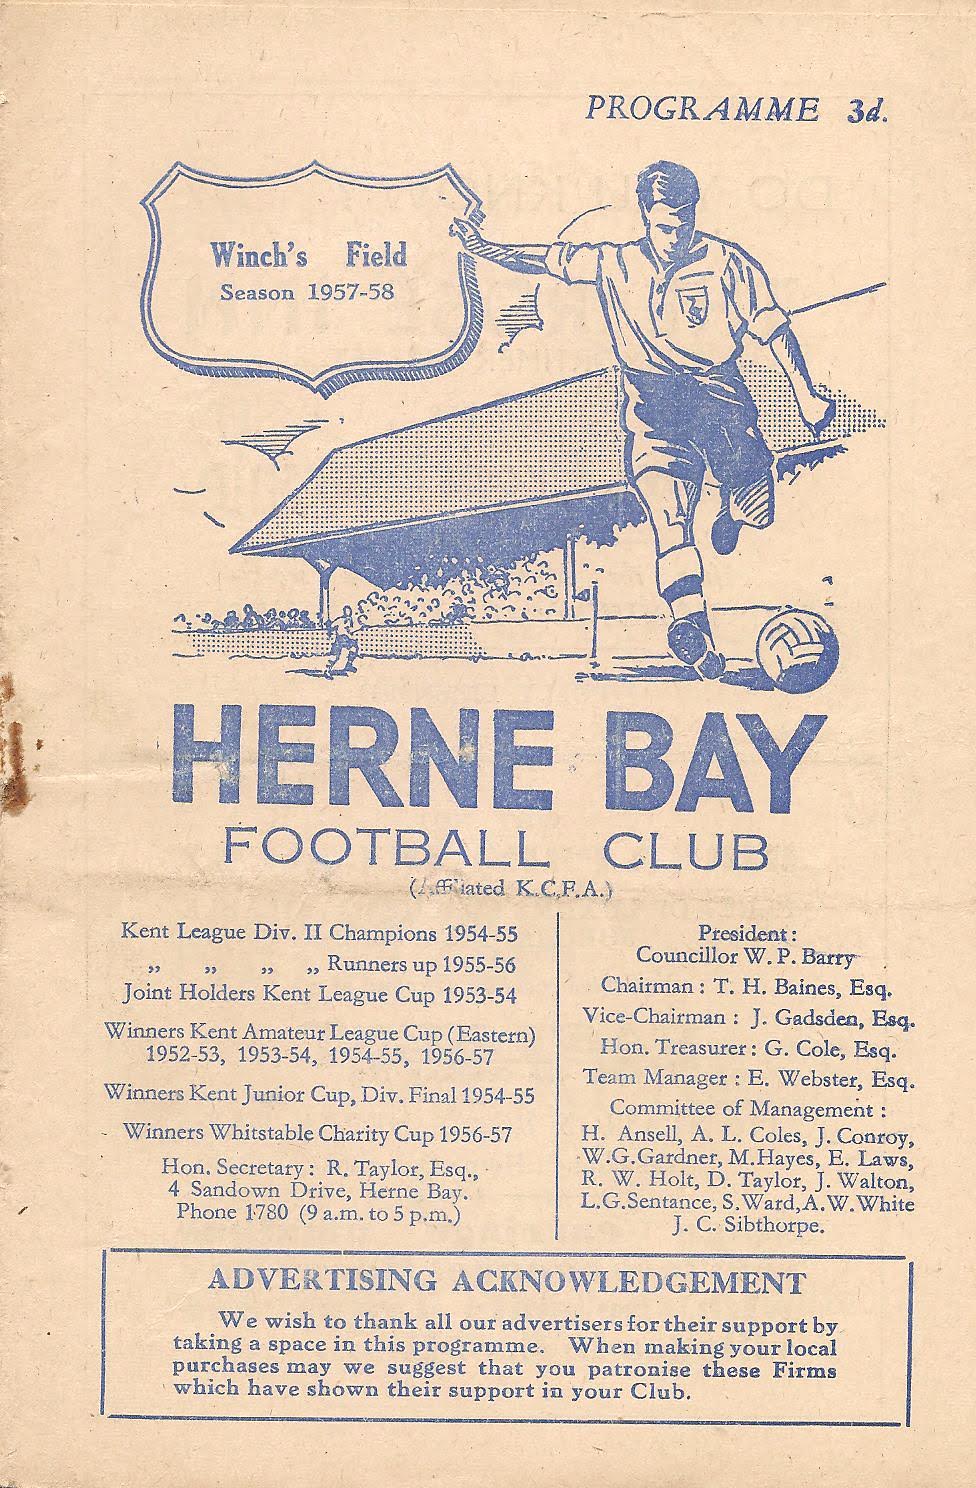 PROGRAMME 3d.
Winch's Field
Season 1957-58
HERNE BAY
FOOTBALL CLUB
(Affiliated K.C.F.A.)
Kent League Div. II Champions 1954-55
„ „ „ „ Runners up 1955-56
Joint Holders Kent League Cup 1953-54
Winners Kent Amateur League Cup (Eastern)
1952-53, 1953-54, 1954-55, 1956-57
Winners Kent Junior Cup, Div. Final 1954-55
Winners Whitstable Charity Cup 1956-57
Hon. Secretary: R. Taylor, Esq.,
4 Sandown Drive, Herne Bay.
Phone 1780 (9 a.m. to 5 p.m.)
President:
Councillor W. P. Barry
Chairman: T. H. Baines, Esq.
Vice-Chairman: J. Gadsden, Esq.
Hon. Treasurer: G. Cole, Esq.
Team Manager: E. Webster, Esq.
Committee of Management:
H. Ansell, A. L. Coles, J. Conroy,
W.G.Gardner, M.Hayes, E. Laws,
R. W. Holt, D. Taylor, J. Walton,
L.G.Sentance, S.Ward,A.W.White
J. C. Sibthorpe.
ADVERTISING ACKNOWLEDGEMENT
We wish to thank all our advertisers for their support by
taking a space in this programme. When making your local
purchases may we suggest that you patronise these Firms
which have shown their support in your Club.